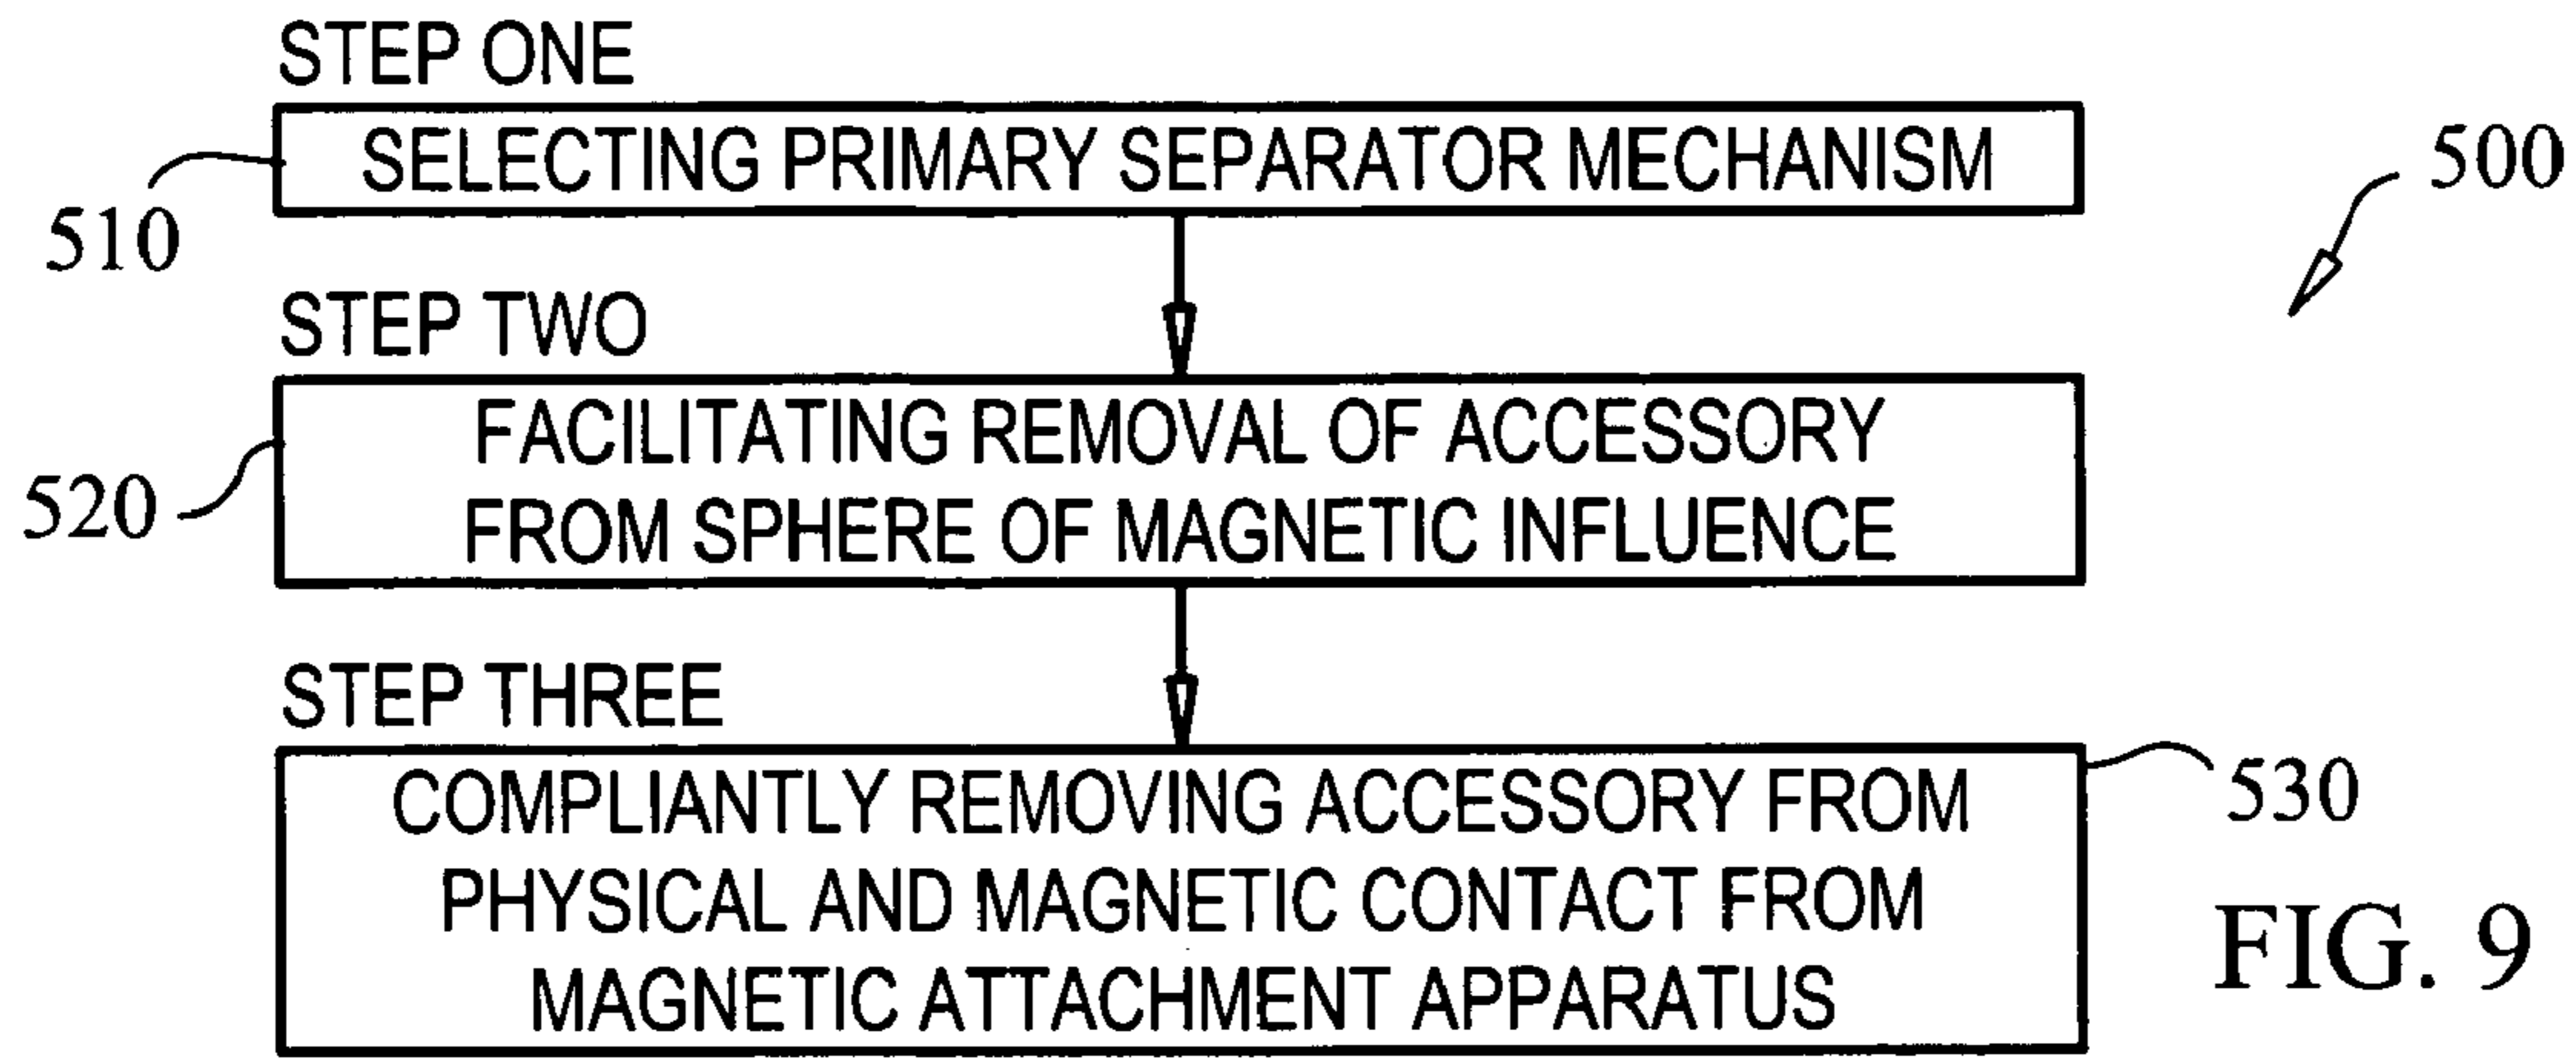 STEP ONE
SELECTING PRIMARY SEPARATOR MECHANISM
500
510
STEP TWO
FACILITATING REMOVAL OF ACCESSORY
FROM SPHERE OF MAGNETIC INFLUENCE
520
STEP THREE
COMPLIANTLY REMOVING ACCESSORY FROM
PHYSICAL AND MAGNETIC CONTACT FROM
MAGNETIC ATTACHMENT APPARATUS
530
FIG. 9